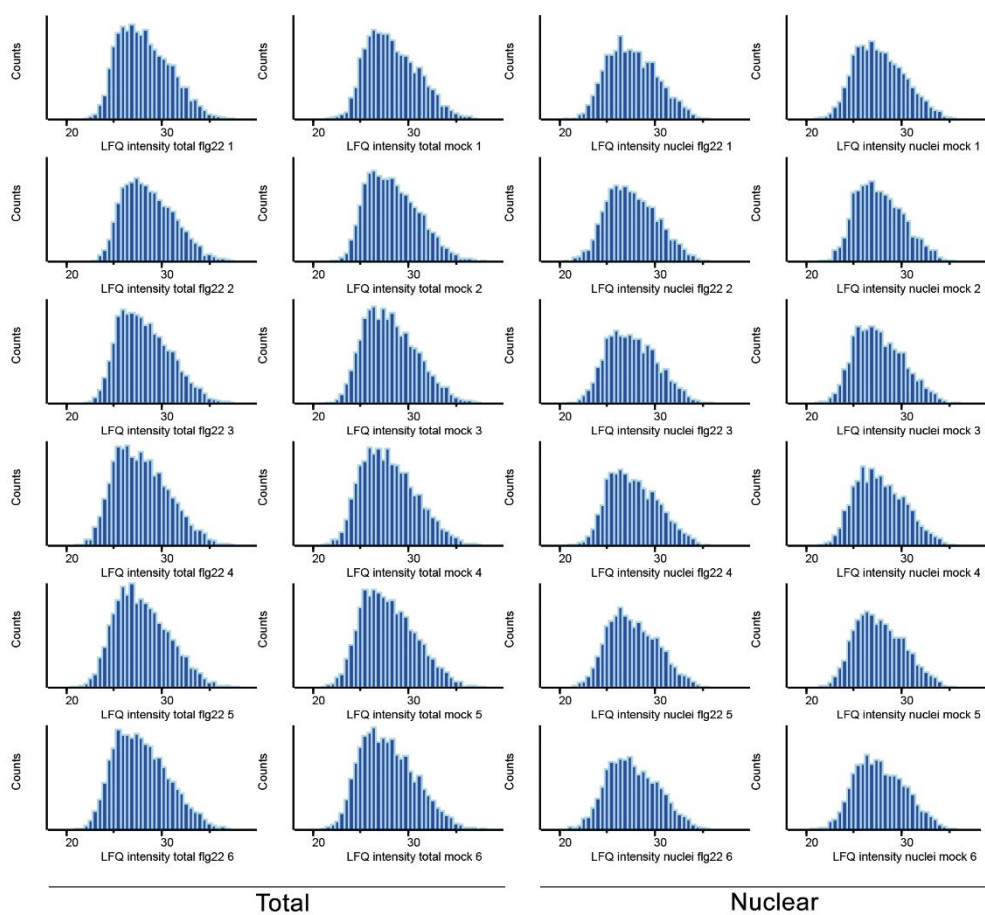 Counts Counts Counts Counts
20 30 20 30 20 30 20 30
LFQ intensity total flg22 1 LFQ intensity total mock 1 LFQ intensity nuclei flg22 1 LFQ intensity nuclei mock 1
Counts Counts Counts Counts
20 30 20 30 20 30 20 30
LFQ intensity total flg22 2 LFQ intensity total mock 2 LFQ intensity nuclei flg22 2 LFQ intensity nuclei mock 2
Counts Counts Counts Counts
20 30 20 30 20 30 20 30
LFQ intensity total flg22 3 LFQ intensity total mock 3 LFQ intensity nuclei flg22 3 LFQ intensity nuclei mock 3
Counts Counts Counts Counts
20 30 20 30 20 30 20 30
LFQ intensity total flg22 4 LFQ intensity total mock 4 LFQ intensity nuclei flg22 4 LFQ intensity nuclei mock 4
Counts Counts Counts Counts
20 30 20 30 20 30 20 30
LFQ intensity total flg22 5 LFQ intensity total mock 5 LFQ intensity nuclei flg22 5 LFQ intensity nuclei mock 5
Counts Counts Counts Counts
20 30 20 30 20 30 20 30
LFQ intensity total flg22 6 LFQ intensity total mock 6 LFQ intensity nuclei flg22 6 LFQ intensity nuclei mock 6
Total Nuclear